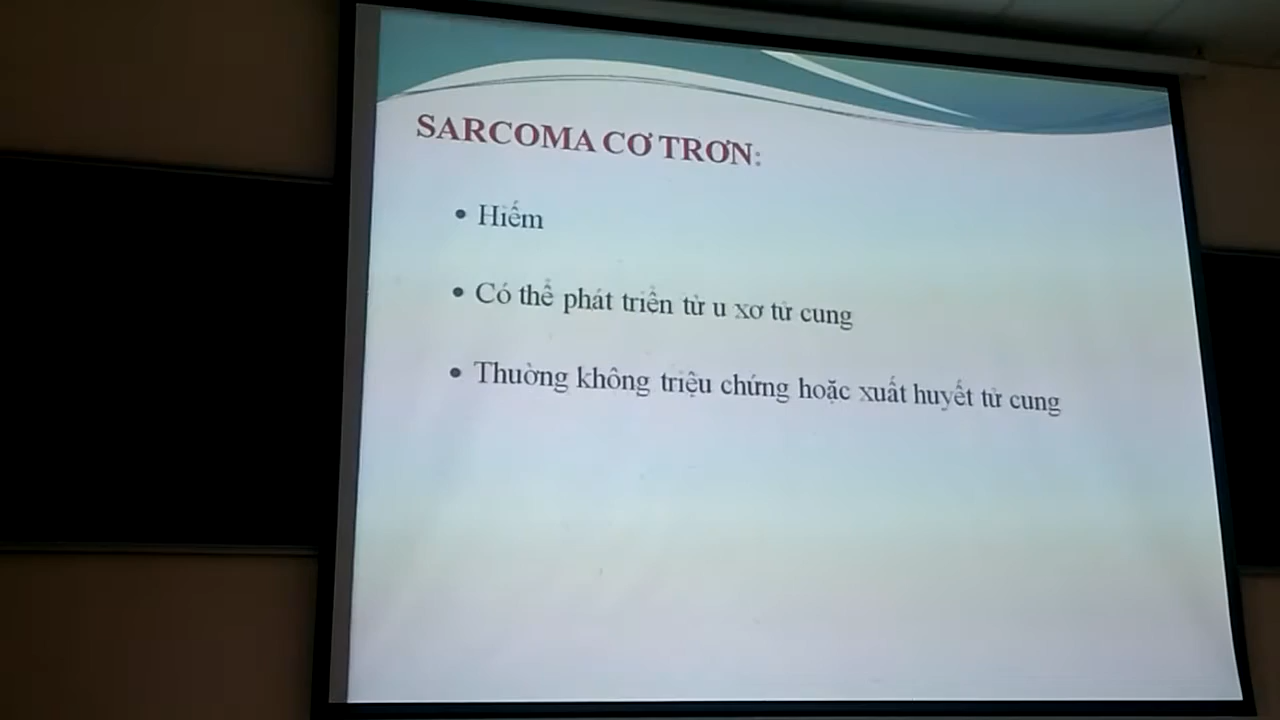 SARCOMA CƠ TRƠN:
• Hiếm
• Có thể phát triển từ u xơ tử cung
• Thường không triệu chứng hoặc xuất huyết tử cung